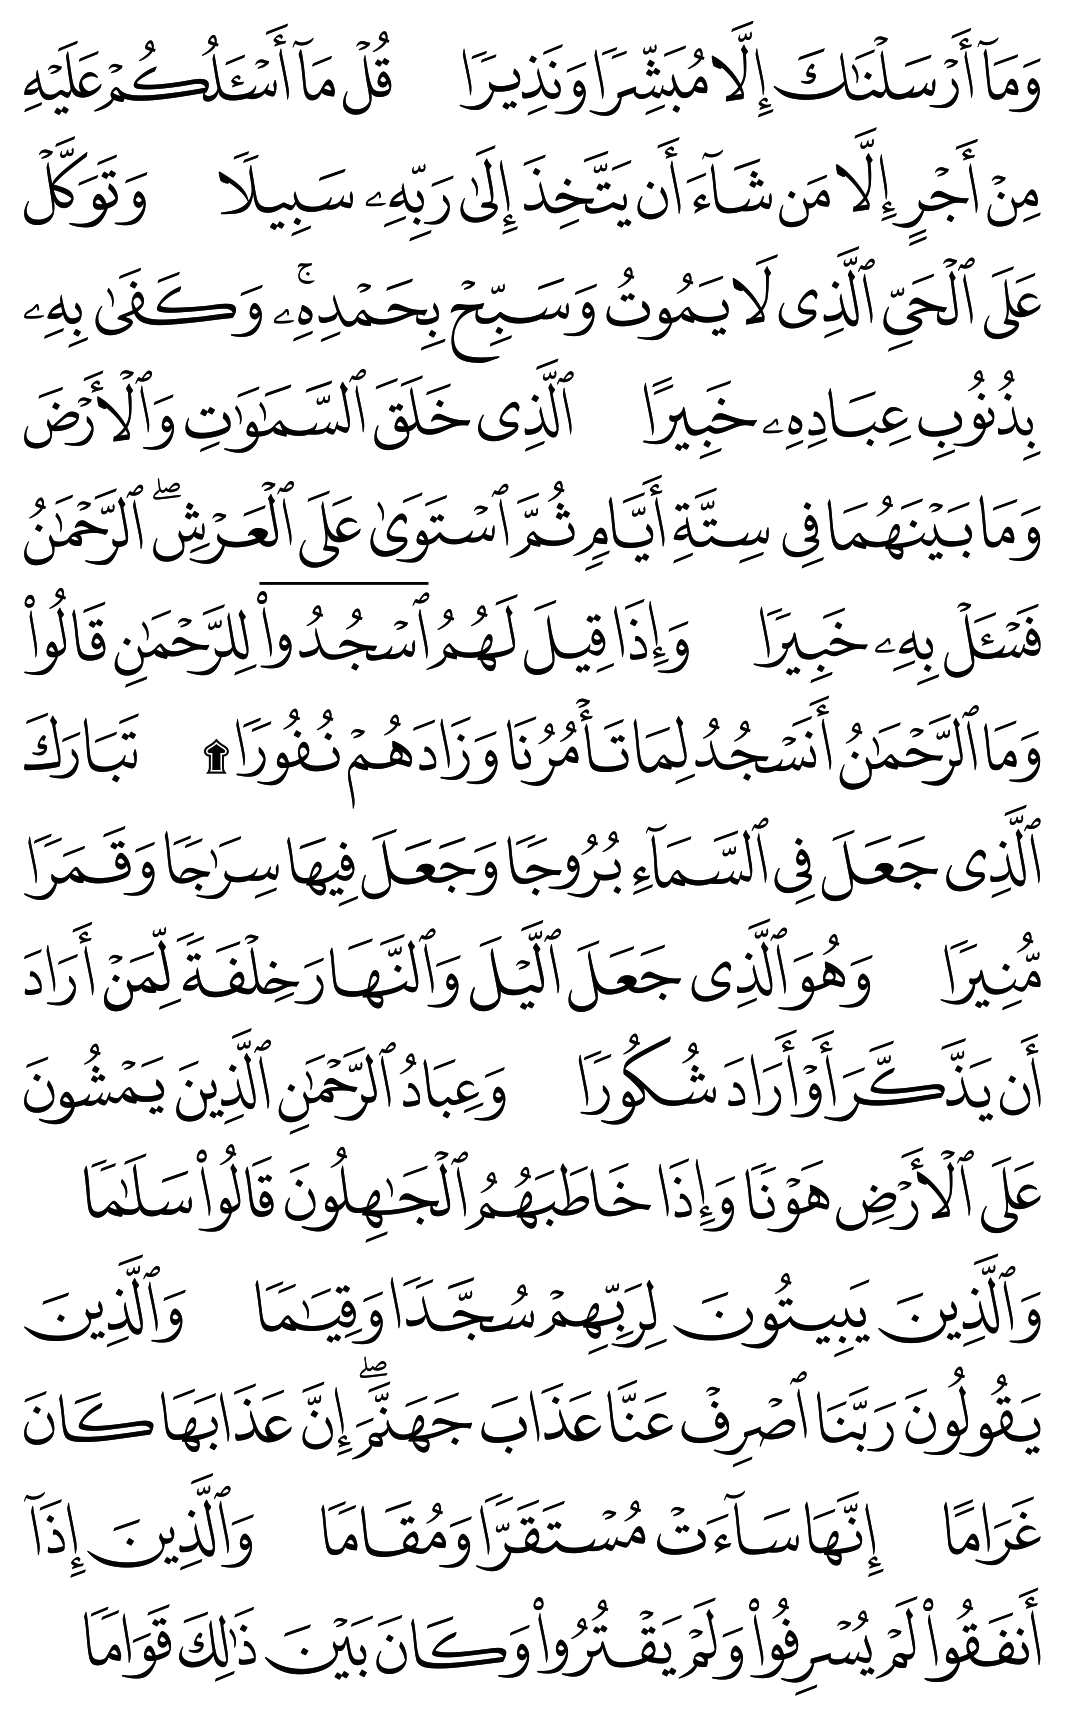 وَمَآ أَرْسَلْنَٰكَ إِلَّا مُبَشِّرًا وَنَذِيرًا قُلْ مَآ أَسْـَٔلُكُمْ عَلَيْهِ
مِنْ أَجْرٍ إِلَّا مَن شَآءَ أَن يَتَّخِذَ إِلَىٰ رَبِّهِۦ سَبِيلًا وَتَوَكَّلْ
عَلَى ٱلْحَىِّ ٱلَّذِى لَا يَمُوتُ وَسَبِّحْ بِحَمْدِهِۦ ۚ وَكَفَىٰ بِهِۦ
بِذُنُوبِ عِبَادِهِۦ خَبِيرًا ٱلَّذِى خَلَقَ ٱلسَّمَٰوَٰتِ وَٱلْأَرْضَ
وَمَا بَيْنَهُمَا فِى سِتَّةِ أَيَّامٍ ثُمَّ ٱسْتَوَىٰ عَلَى ٱلْعَرْشِ ۖ ٱلرَّحْمَٰنُ
فَسْـَٔلْ بِهِۦ خَبِيرًا وَإِذَا قِيلَ لَهُمُ ٱسْجُدُوا۟ لِلرَّحْمَٰنِ قَالُوا۟
وَمَا ٱلرَّحْمَٰنُ أَنَسْجُدُ لِمَا تَأْمُرُنَا وَزَادَهُمْ نُفُورًا ۩ تَبَارَكَ
ٱلَّذِى جَعَلَ فِى ٱلسَّمَآءِ بُرُوجًا وَجَعَلَ فِيهَا سِرَٰجًا وَقَمَرًا
مُّنِيرًا وَهُوَ ٱلَّذِى جَعَلَ ٱلَّيْلَ وَٱلنَّهَارَ خِلْفَةً لِّمَنْ أَرَادَ
أَن يَذَّكَّرَ أَوْ أَرَادَ شُكُورًا وَعِبَادُ ٱلرَّحْمَٰنِ ٱلَّذِينَ يَمْشُونَ
عَلَى ٱلْأَرْضِ هَوْنًا وَإِذَا خَاطَبَهُمُ ٱلْجَٰهِلُونَ قَالُوا۟ سَلَٰمًا
وَٱلَّذِينَ يَبِيتُونَ لِرَبِّهِمْ سُجَّدًا وَقِيَٰمًا وَٱلَّذِينَ
يَقُولُونَ رَبَّنَا ٱصْرِفْ عَنَّا عَذَابَ جَهَنَّمَ ۖ إِنَّ عَذَابَهَا كَانَ
غَرَامًا إِنَّهَا سَآءَتْ مُسْتَقَرًّا وَمُقَامًا وَٱلَّذِينَ إِذَآ
أَنفَقُوا۟ لَمْ يُسْرِفُوا۟ وَلَمْ يَقْتُرُوا۟ وَكَانَ بَيْنَ ذَٰلِكَ قَوَامًا